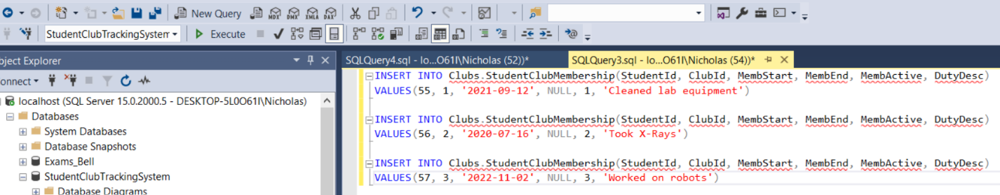 New Query MDX DMX XMLA DAX
StudentClubTrackingSystem Execute
Object Explorer
SQLQuery4.sql - lo...O61I\Nicholas (52))*
SQLQuery3.sql - lo...O61I\Nicholas (54))*
onnect
localhost (SQL Server 15.0.2000.5 - DESKTOP-5L0O61I\Nicholas)
Databases
System Databases
Database Snapshots
Exams_Bell
StudentClubTrackingSystem
Database Diagrams
INSERT INTO Clubs.StudentClubMembership(StudentId, ClubId, MembStart, MembEnd, MembActive, DutyDesc)
VALUES(55, 1, '2021-09-12', NULL, 1, 'Cleaned lab equipment')
INSERT INTO Clubs.StudentClubMembership(StudentId, ClubId, MembStart, MembEnd, MembActive, DutyDesc)
VALUES(56, 2, '2020-07-16', NULL, 2, 'Took X-Rays')
INSERT INTO Clubs.StudentClubMembership(StudentId, ClubId, MembStart, MembEnd, MembActive, DutyDesc)
VALUES(57, 3, '2022-11-02', NULL, 3, 'Worked on robots')